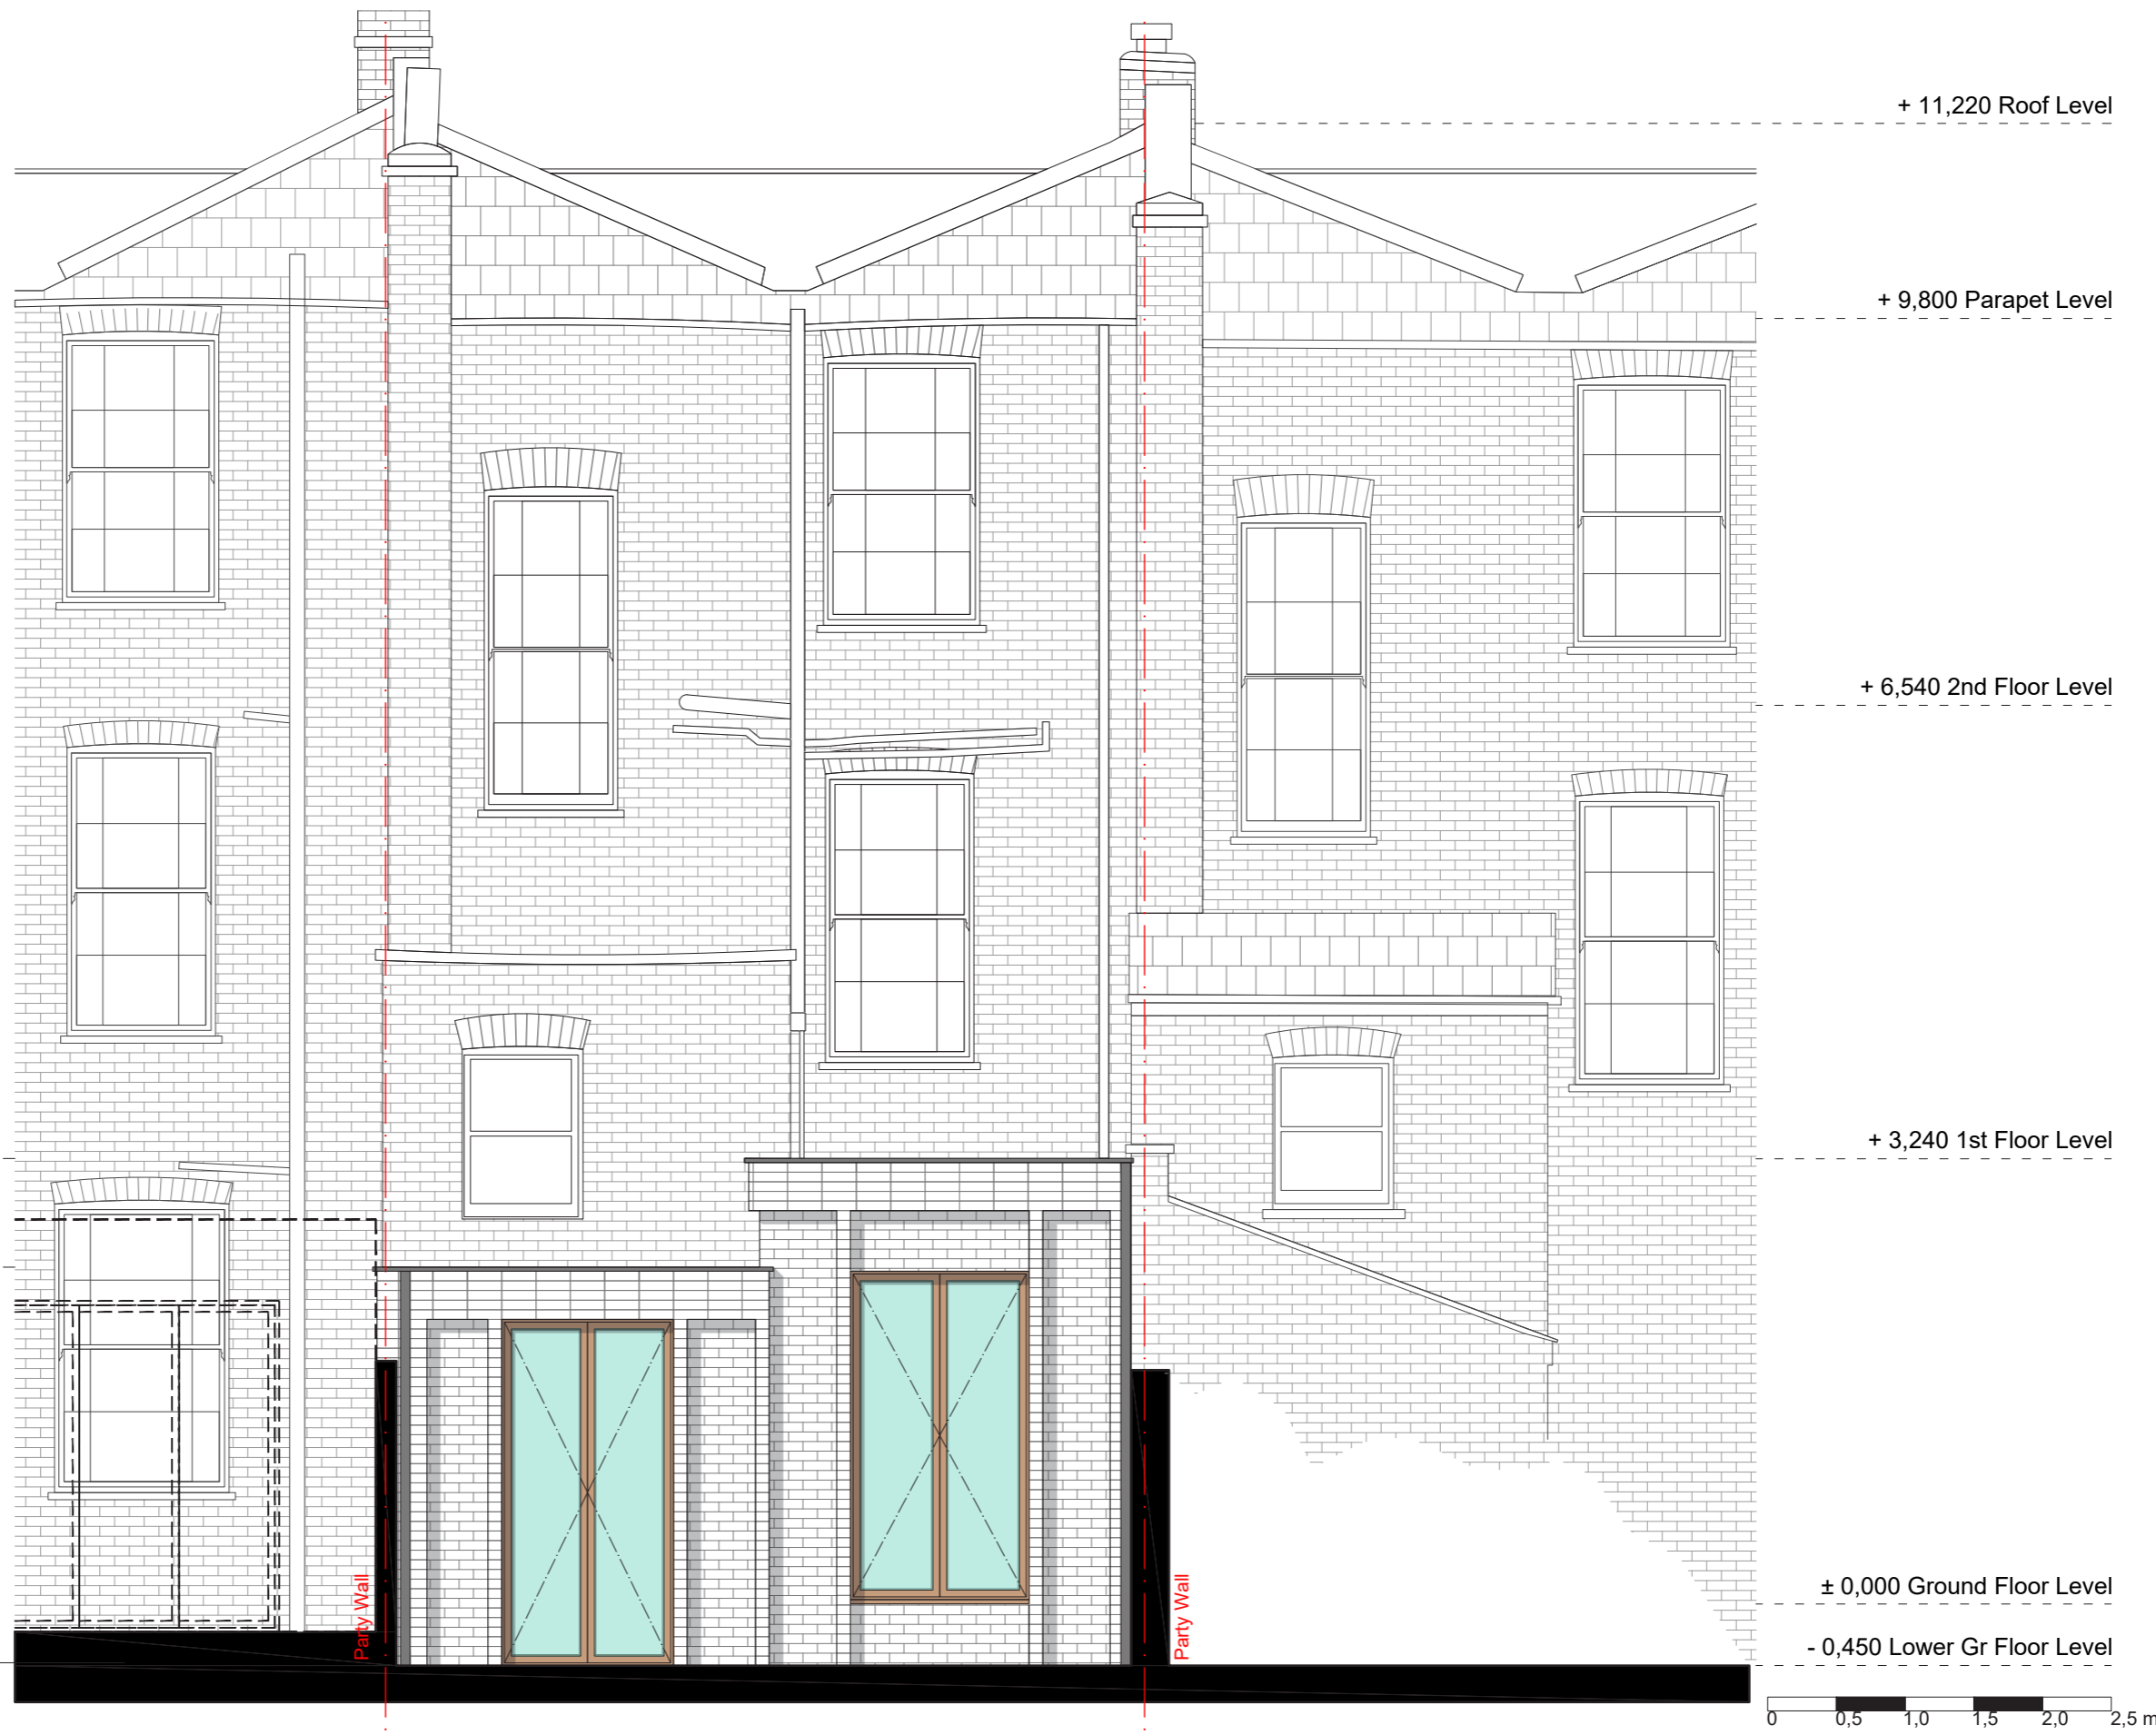 + 11,220 Roof Level
+ 9,800 Parapet Level
+ 6,540 2nd Floor Level
+ 3,240 1st Floor Level
Party Wall
Party Wall
± 0,000 Ground Floor Level
- 0,450 Lower Gr Floor Level
0 0,5 1,0 1,5 2,0 2,5 m